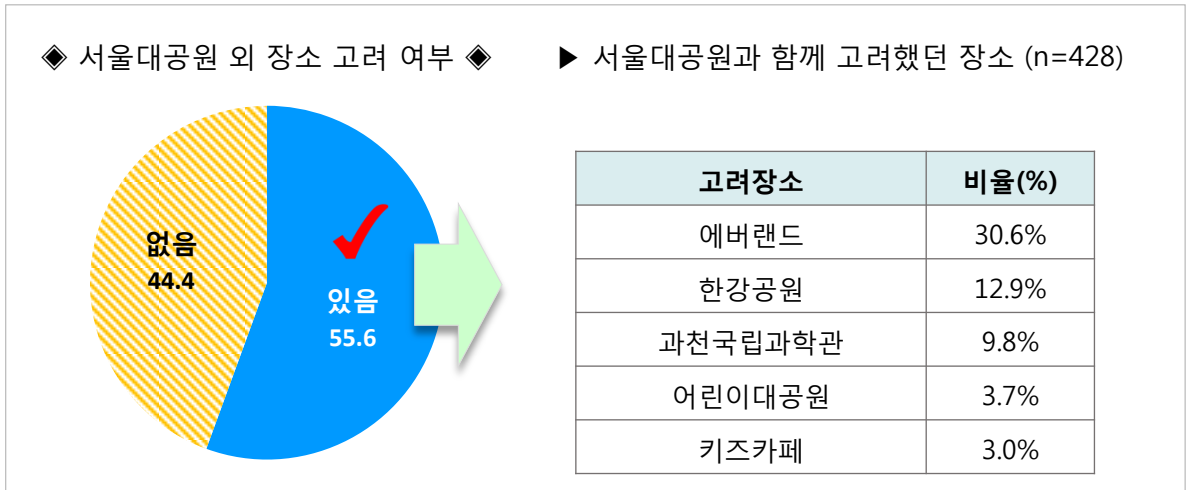 ◈ 서울대공원 외 장소 고려 여부 ◈
▶ 서울대공원과 함께 고려했던 장소 (n=428)
없음
44.4
있음
55.6
고려장소 비율(%)
에버랜드 30.6%
한강공원 12.9%
과천국립과학관 9.8%
어린이대공원 3.7%
키즈카페 3.0%